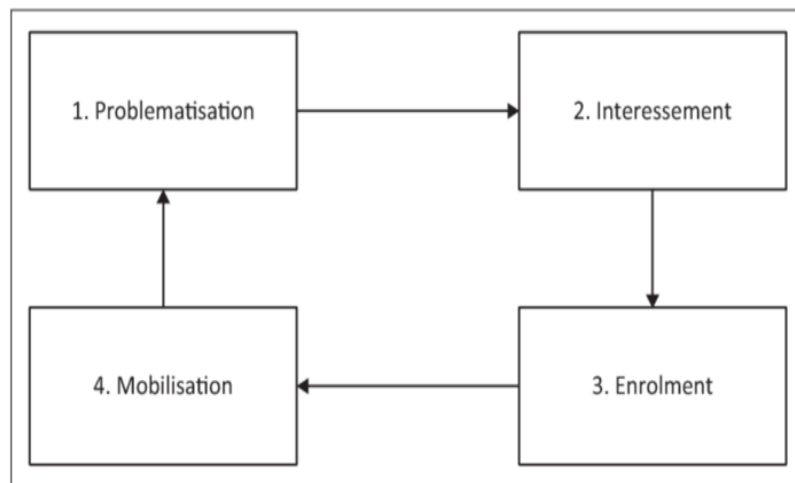 1. Problematisation
2. Interessement
4. Mobilisation
3. Enrolment